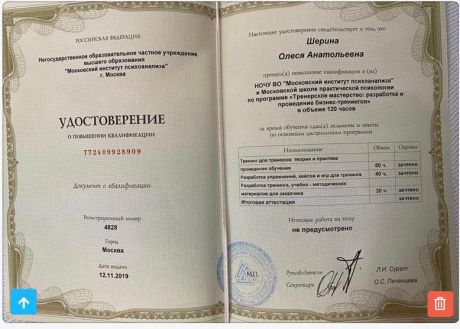 РОССИЙСКАЯ ФЕДЕРАЦИЯ
Негосударственное образовательное частное учреждение
высшего образования
"Московский институт психоанализа"
г. Москва
УДОСТОВЕРЕНИЕ
О ПОВЫШЕНИИ КВАЛИФИКАЦИИ
772409928909
Документ о квалификации
Регистрационный номер
4828
Город
Москва
Дата выдачи
12.11.2019
Настоящее удостоверение свидетельствует о том, что
Шерина
Олеся Анатольевна
прошел(а) повышение квалификации в (на)
НОЧУ ВО "Московский институт психоанализа"
и Московской школе практической психологии
по программе «Тренерское мастерство: разработка и
проведение бизнес-тренингов»
в объеме 120 часов
за время обучения сдал(а) экзамены и зачеты
по основным дисциплинам программы
Наименование Объем Оценка
Тренинг для тренеров: теория и практика
проведения обучения 50 ч. зачтено
Разработка упражнений, кейсов и игр для тренинга 40 ч. зачтено
Разработка тренинга, учебно - методических
материалов для заказчика 30 ч. зачтено
Итоговая аттестация зачтено
Итоговая работа на тему
не предусмотрено
Руководитель Л.И. Сурат
Секретарь О.С. Паченцева
М.П.